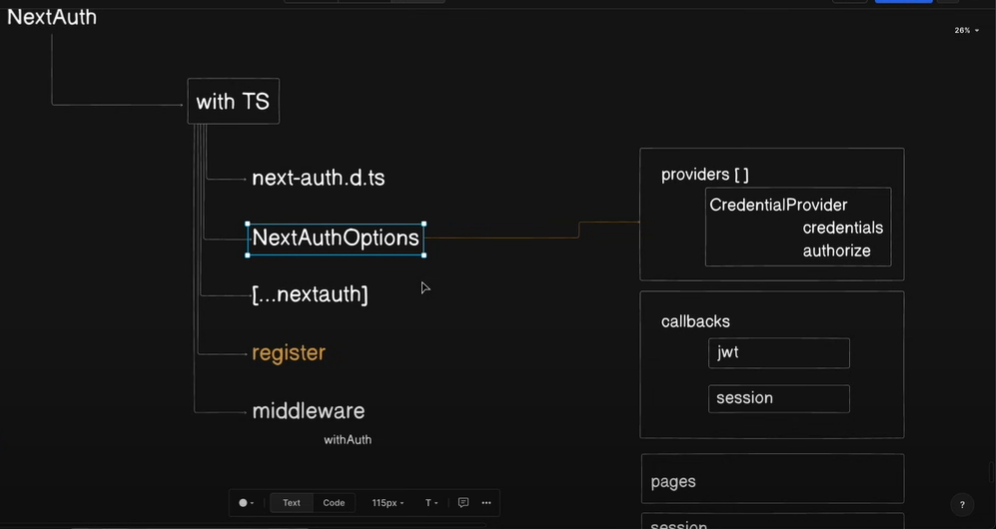 NextAuth
26%
with TS
next-auth.d.ts
NextAuthOptions
[...nextauth]
register
middleware
withAuth
providers [ ]
CredentialProvider
credentials
authorize
callbacks
jwt
session
pages
session
Text
Code
115px
T
?